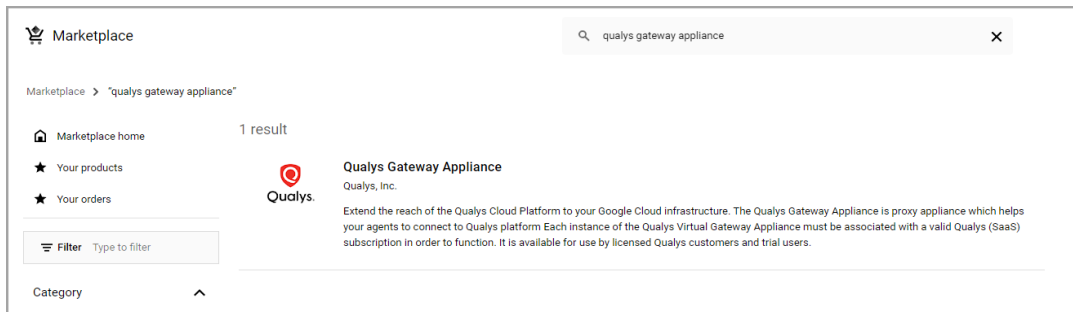 Marketplace
qualys gateway appliance
Marketplace > "qualys gateway appliance"
Marketplace home
Your products
Your orders
Filter Type to filter
Category
1 result
Qualys.
Qualys Gateway Appliance
Qualys, Inc.
Extend the reach of the Qualys Cloud Platform to your Google Cloud infrastructure. The Qualys Gateway Appliance is proxy appliance which helps
your agents to connect to Qualys platform Each instance of the Qualys Virtual Gateway Appliance must be associated with a valid Qualys (SaaS)
subscription in order to function. It is available for use by licensed Qualys customers and trial users.